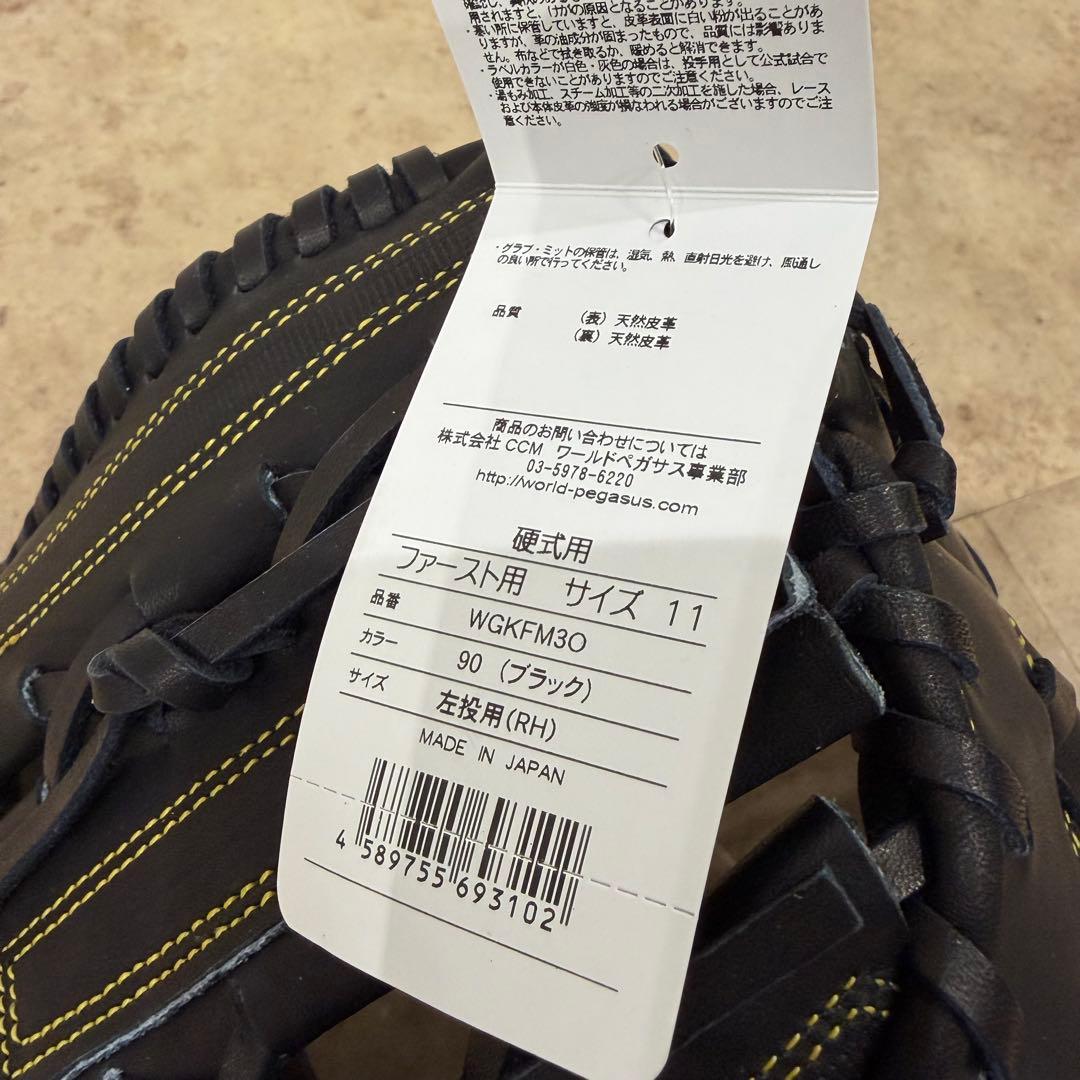 用されますと、けがの原因となることがあります。
・寒い所に保管していますと、皮革表面に白い粉が出ることがあ
りますが、革の油成分が固まったもので、品質には影響ありま
せん。布などで拭き取るか、暖めると解消できます。
・ラベルカラーが白色・灰色の場合は、投手用として公式試合で
使用できないことがありますのでご注意ください。
・湯もみ加工、スチーム加工等の二次加工を施した場合、レース
および本体皮革の強度が損なわれる場合がございますのでご注
意ください。
・グラブ・ミットの保管は、湿気、熱、直射日光を避け、風通し
の良い所で行ってください。
品質 (表)天然皮革
(裏)天然皮革
商品のお問い合わせについては
株式会社CCM ワールドペガサス事業部
03-5978-6220
http://world-pegasus.com
硬式用
ファースト用 サイズ 11
品番 WGKFM3O
カラー 90 (ブラック)
サイズ 左投用(RH)
MADE IN JAPAN
4 589755 693102